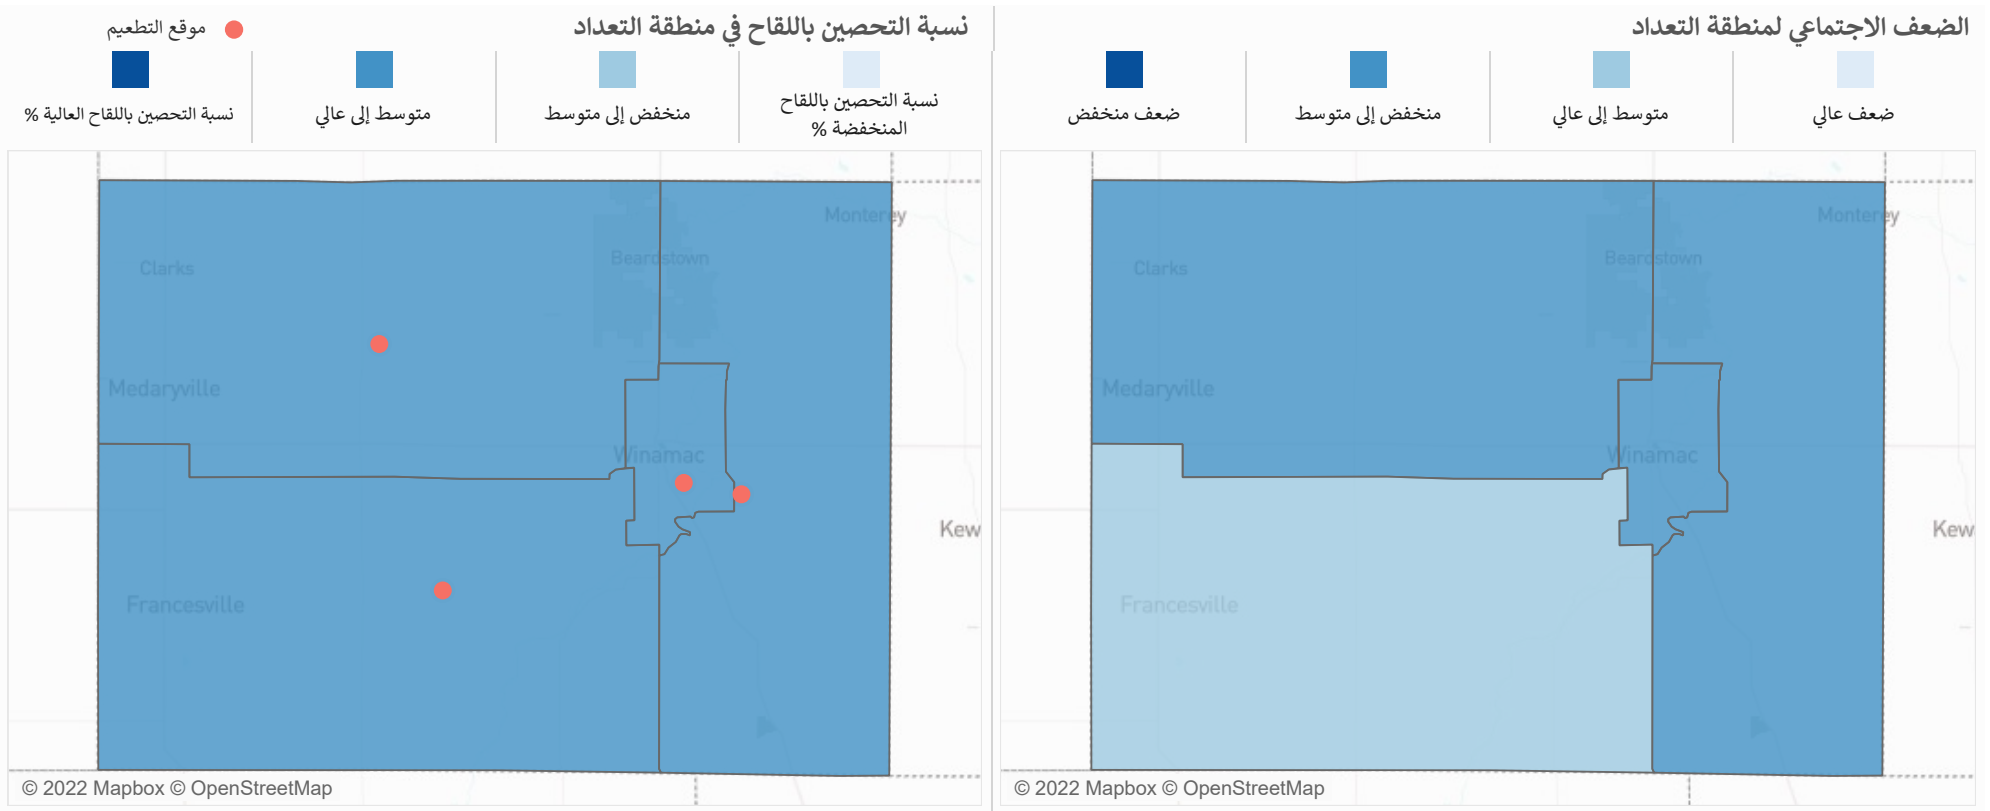 الضعف الاجتماعي لمنطقة التعداد
ضعف عالي
متوسط إلى عالي
منخفض إلى متوسط
ضعف منخفض
Monterey
Beardstown
Clarks
Medaryville
Winamac
Kew
Francesville
© 2022 Mapbox © OpenStreetMap
نسبة التحصين باللقاح في منطقة التعداد
موقع التطعيم
نسبة التحصين باللقاح
المنخفضة %
منخفض إلى متوسط
متوسط إلى عالي
نسبة التحصين باللقاح العالية %
Monterey
Beardstown
Clarks
Medaryville
Winamac
Kew
Francesville
© 2022 Mapbox © OpenStreetMap